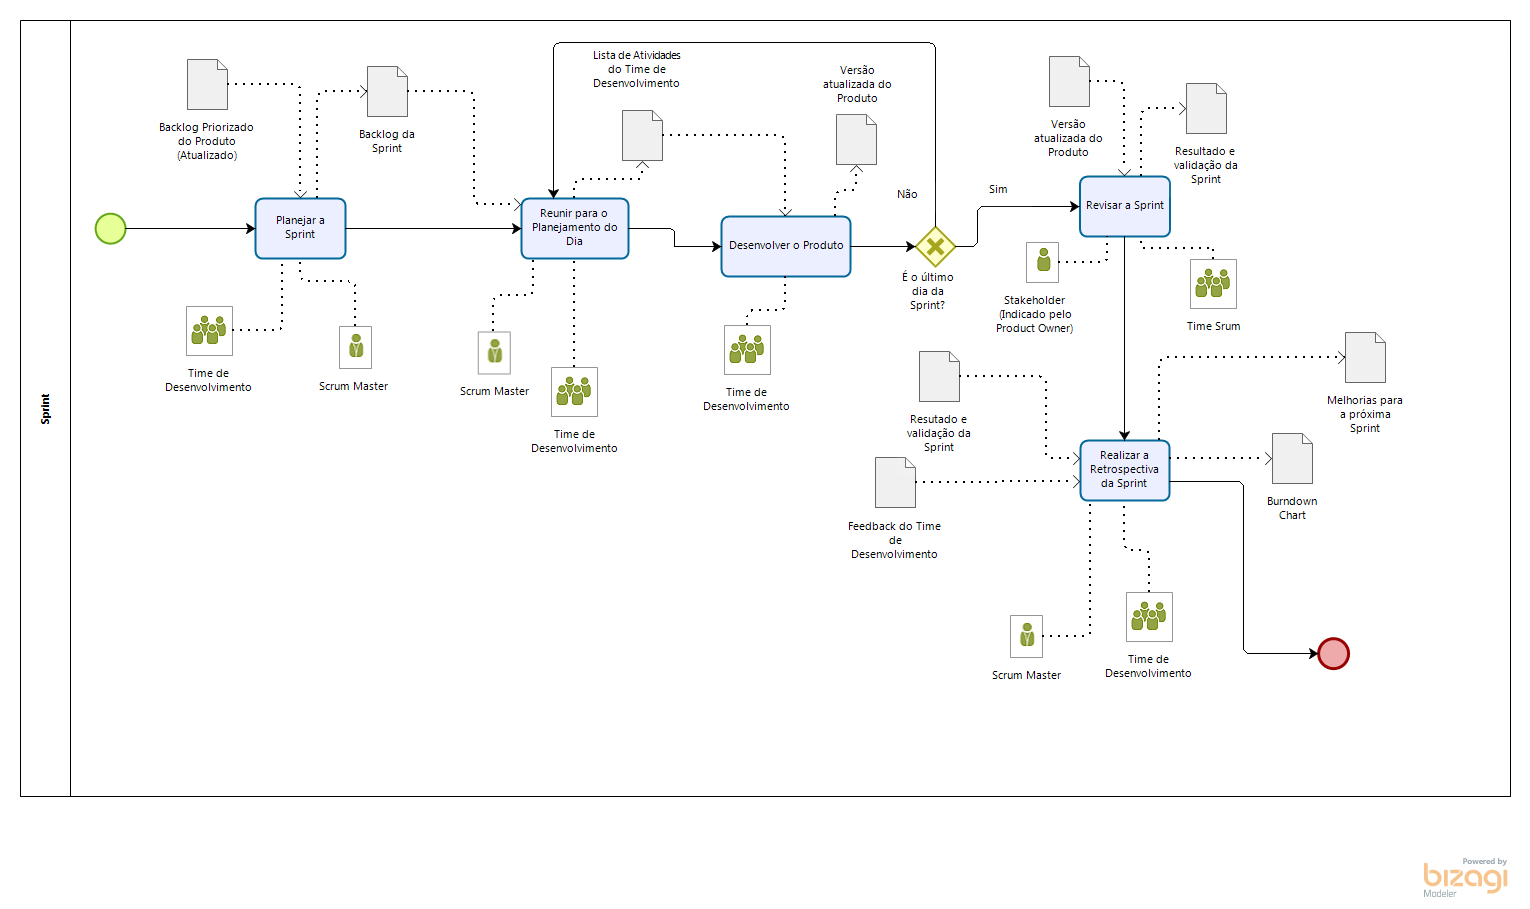 Sprint
Backlog Priorizado
do Produto
(Atualizado)
Backlog da
Sprint
Planejar a
Sprint
Time de
Desenvolvimento
Scrum Master
Lista de Atividades
do Time de
Desenvolvimento
Reunir para o
Planejamento do
Dia
Scrum Master
Time de
Desenvolvimento
Versão
atualizada do
Produto
Desenvolver o Produto
Time de
Desenvolvimento
Não
Sim
É o último
dia da
Sprint?
Versão
atualizada do
Produto
Resultado e
validação da
Sprint
Revisar a Sprint
Stakeholder
(Indicado pelo
Product Owner)
Time Srum
Resutado e
validação da
Sprint
Feedback do Time
de
Desenvolvimento
Realizar a
Retrospectiva
da Sprint
Melhorias para
a próxima
Sprint
Burndown
Chart
Scrum Master
Time de
Desenvolvimento
Powered by
bizagi
Modeler